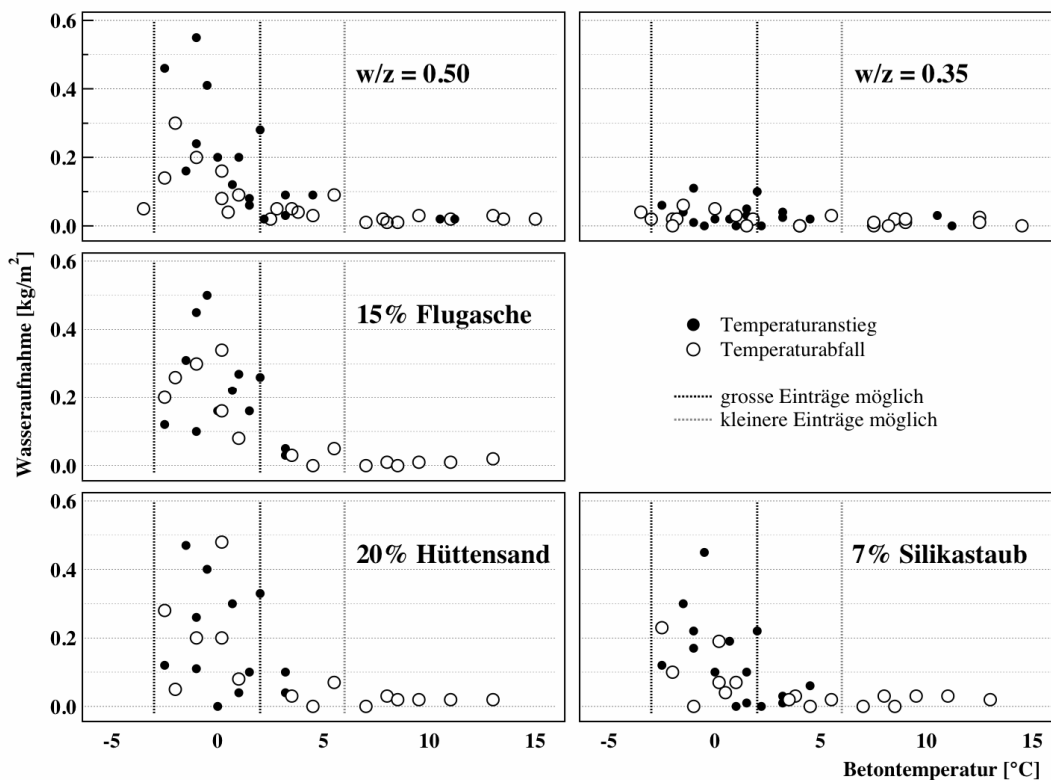 0.6
0.4
0.2
0.0
w/z = 0.50
w/z = 0.35
Wasseraufnahme [kg/m²]
0.6
0.4
0.2
0.0
15% Flugasche
Temperaturanstieg
Temperaturabfall
grosse Einträge möglich
kleinere Einträge möglich
0.6
0.4
0.2
0.0
20% Hüttensand
7% Silikastaub
-5 0 5 10 15
-5 0 5 10 15
Betontemperatur [°C]